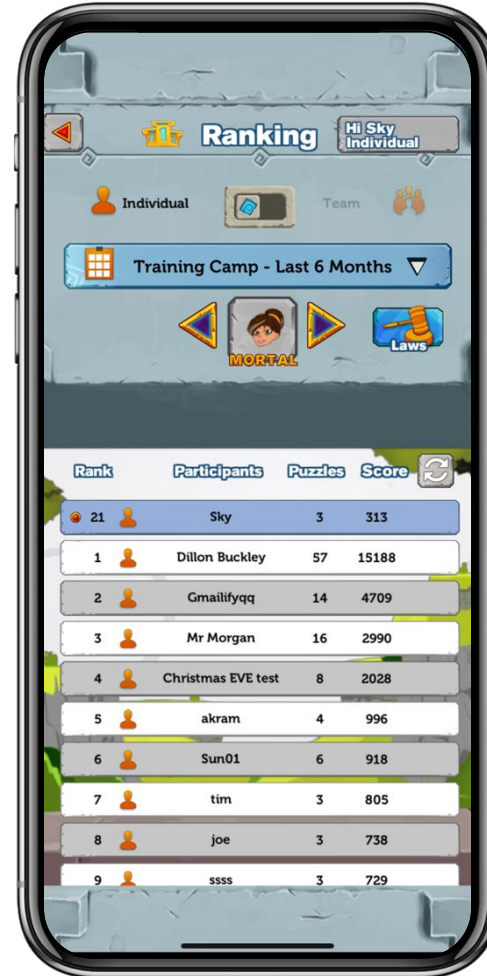 1
Ranking
Hi Sky
Individual
Individual
Team
Training Camp - Last 6 Months
MORTAL
Laws
Rank Participants Puzzles Score
21 Sky 3 313
1 Dillon Buckley 57 15188
2 Gmailifyqq 14 4709
3 Mr Morgan 16 2990
4 Christmas EVE test 8 2028
5 akram 4 996
6 Sun01 6 918
7 tim 3 805
8 joe 3 738
9 ssss 3 729